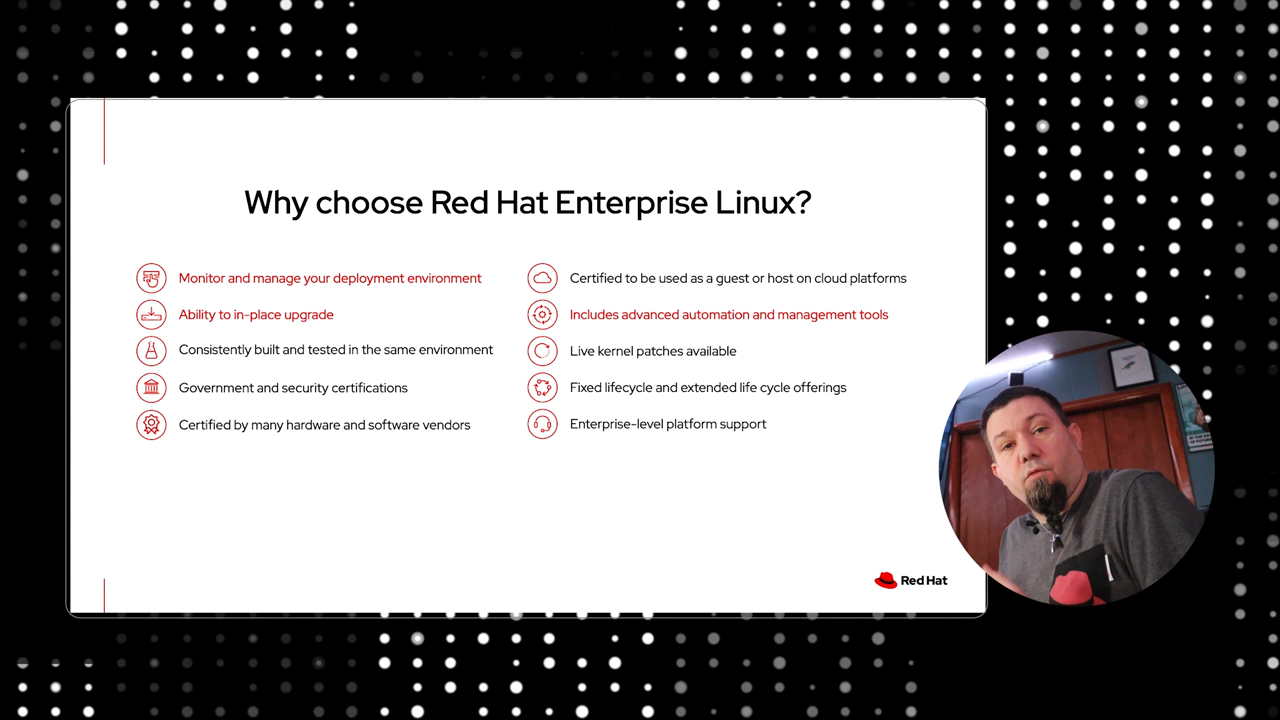 Why choose Red Hat Enterprise Linux?
Monitor and manage your deployment environment
Ability to in-place upgrade
Consistently built and tested in the same environment
Government and security certifications
Certified by many hardware and software vendors
Certified to be used as a guest or host on cloud platforms
Includes advanced automation and management tools
Live kernel patches available
Fixed lifecycle and extended life cycle offerings
Enterprise-level platform support
Red Hat